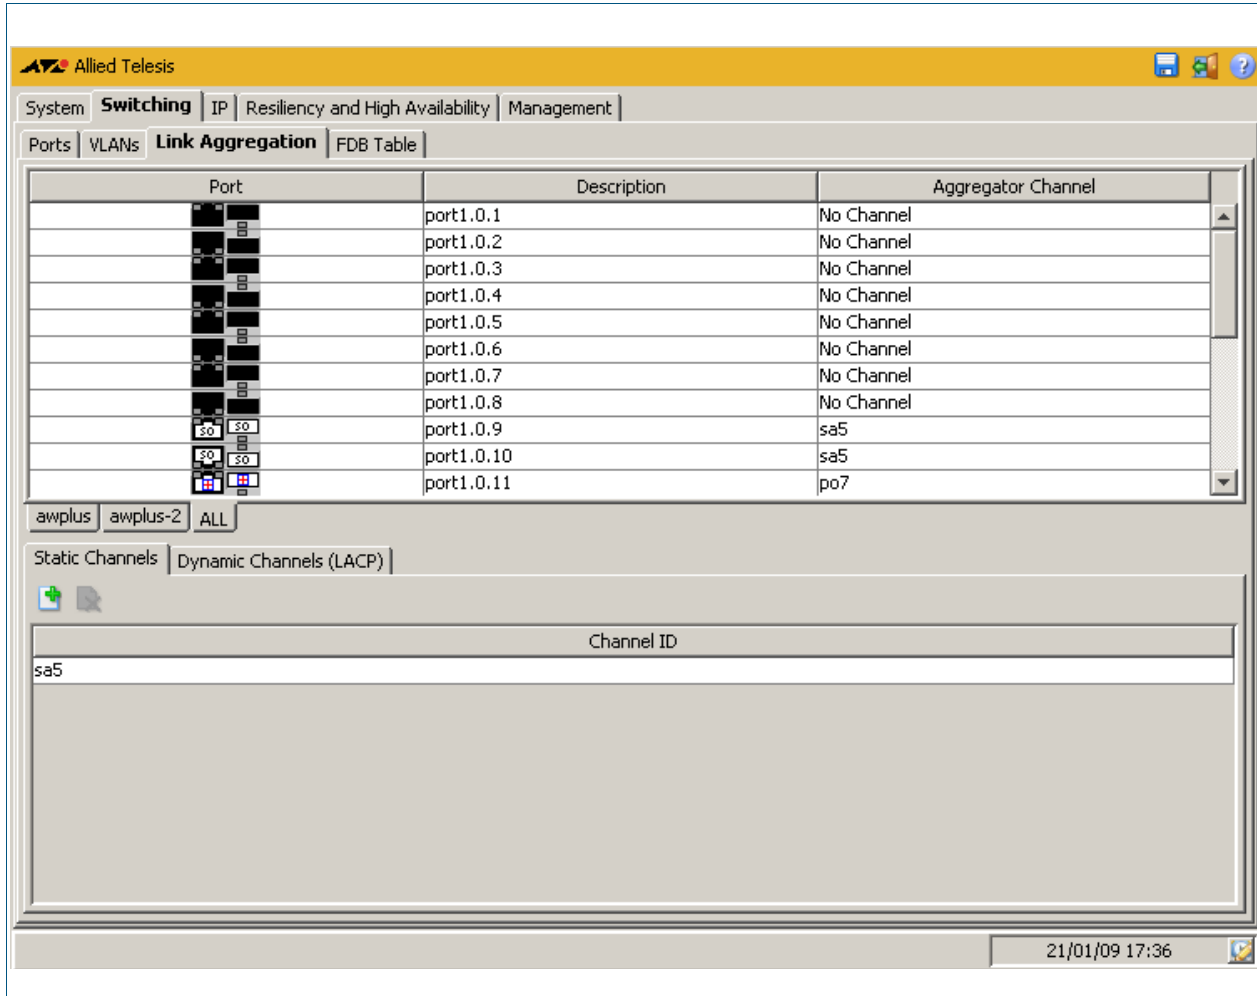 Allied Telesis
System Switching IP Resiliency and High Availability Management
Ports VLANs Link Aggregation FDB Table
Port Description Aggregator Channel
port1.0.1 No Channel
port1.0.2 No Channel
port1.0.3 No Channel
port1.0.4 No Channel
port1.0.5 No Channel
port1.0.6 No Channel
port1.0.7 No Channel
port1.0.8 No Channel
so so port1.0.9 sa5
so so port1.0.10 sa5
port1.0.11 po7
awplus awplus-2 ALL
Static Channels Dynamic Channels (LACP)
Channel ID
sa5
21/01/09 17:36